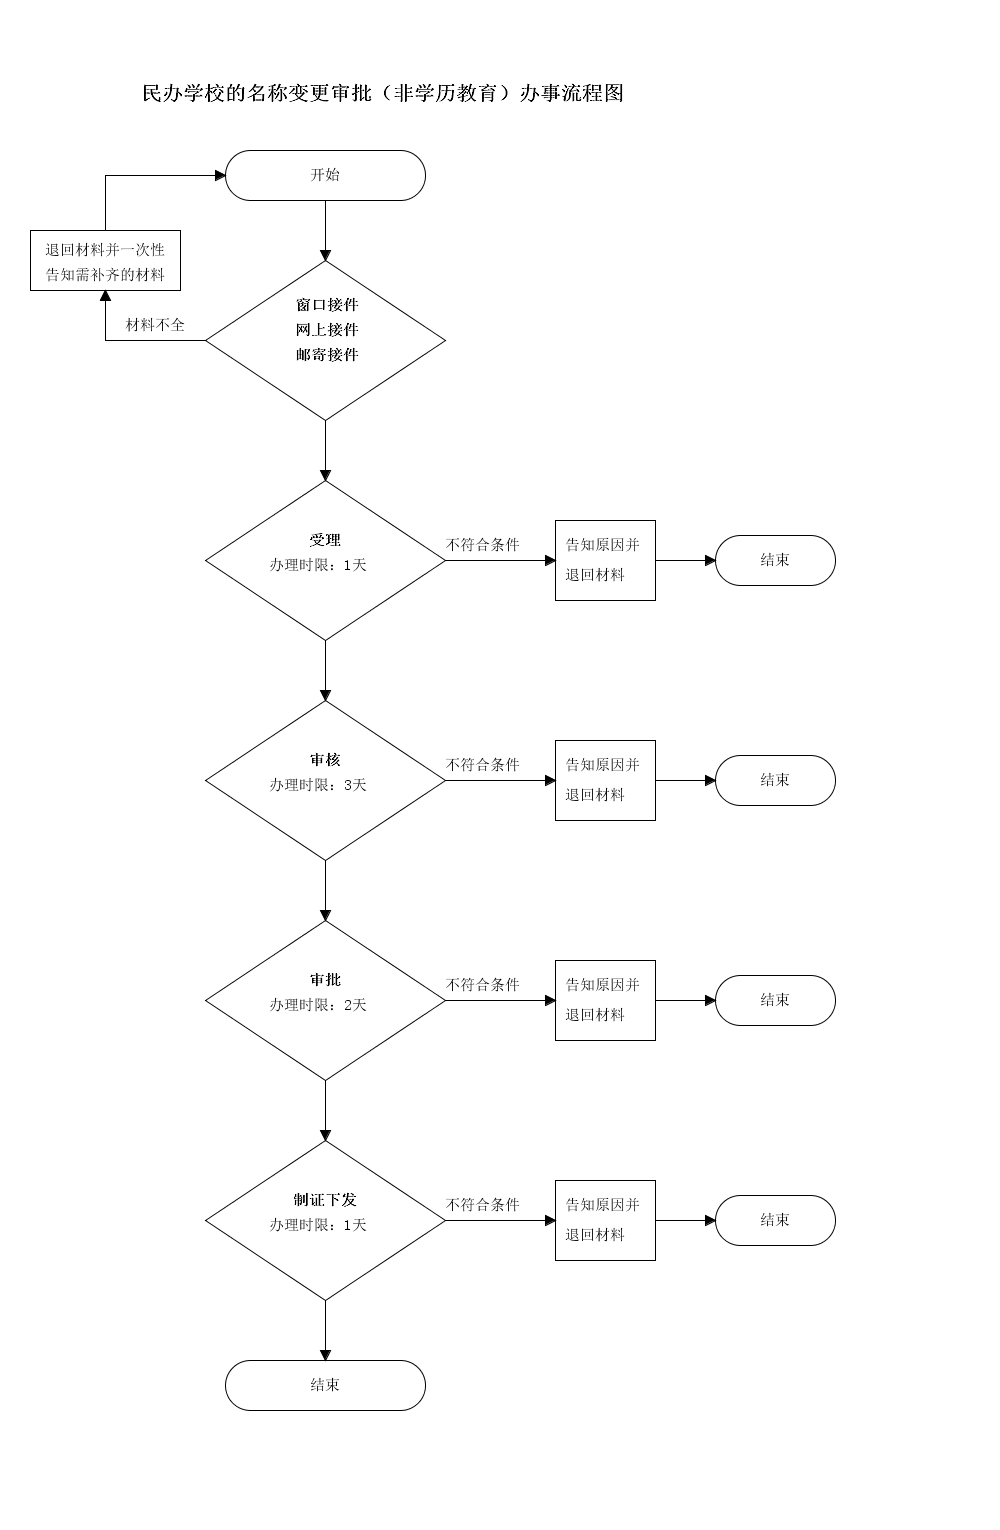 民办学校的名称变更审批（非学历教育）办事流程图
开始
退回材料并一次性
告知需补齐的材料
材料不全
窗口接件
网上接件
邮寄接件
受理
办理时限：1天
不符合条件
告知原因并
退回材料
结束
审核
办理时限：3天
不符合条件
告知原因并
退回材料
结束
审批
办理时限：2天
不符合条件
告知原因并
退回材料
结束
制证下发
办理时限：1天
不符合条件
告知原因并
退回材料
结束
结束